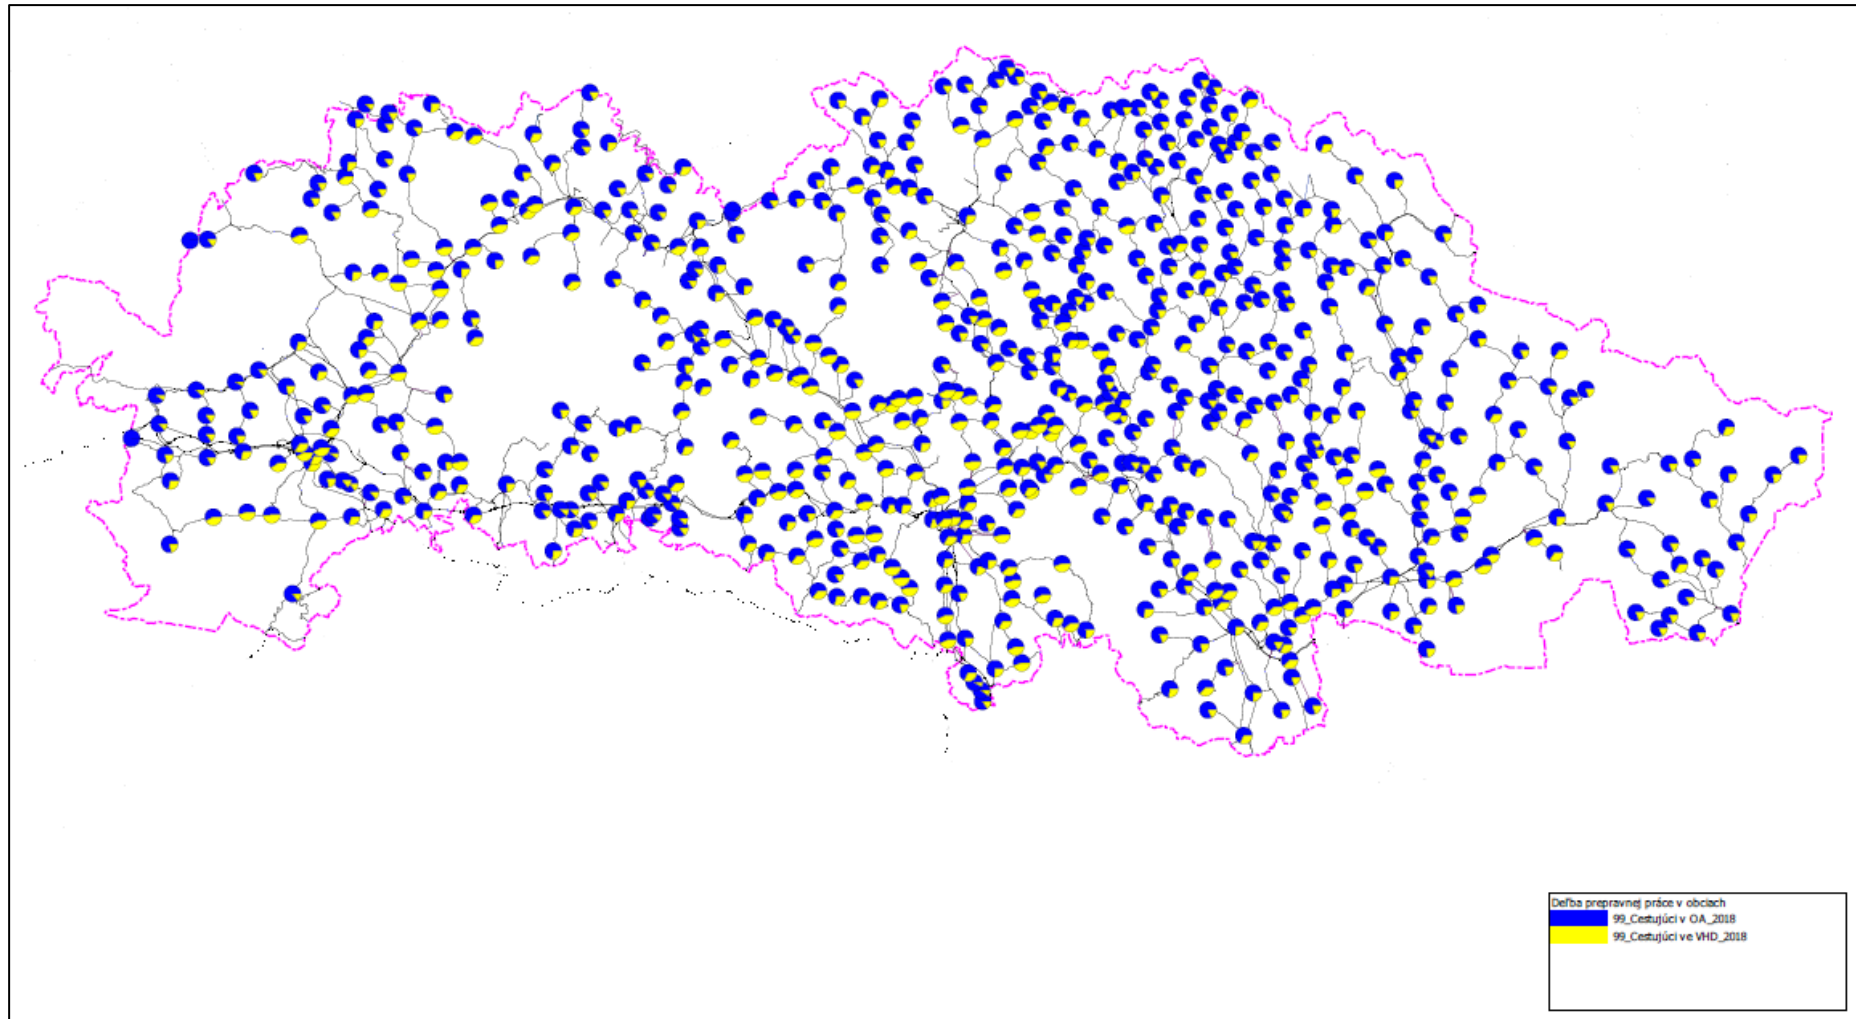 Deľba prepravnej práce v obciach
99_Cestujúci v OA_2018
99_Cestujúci ve VHD_2018